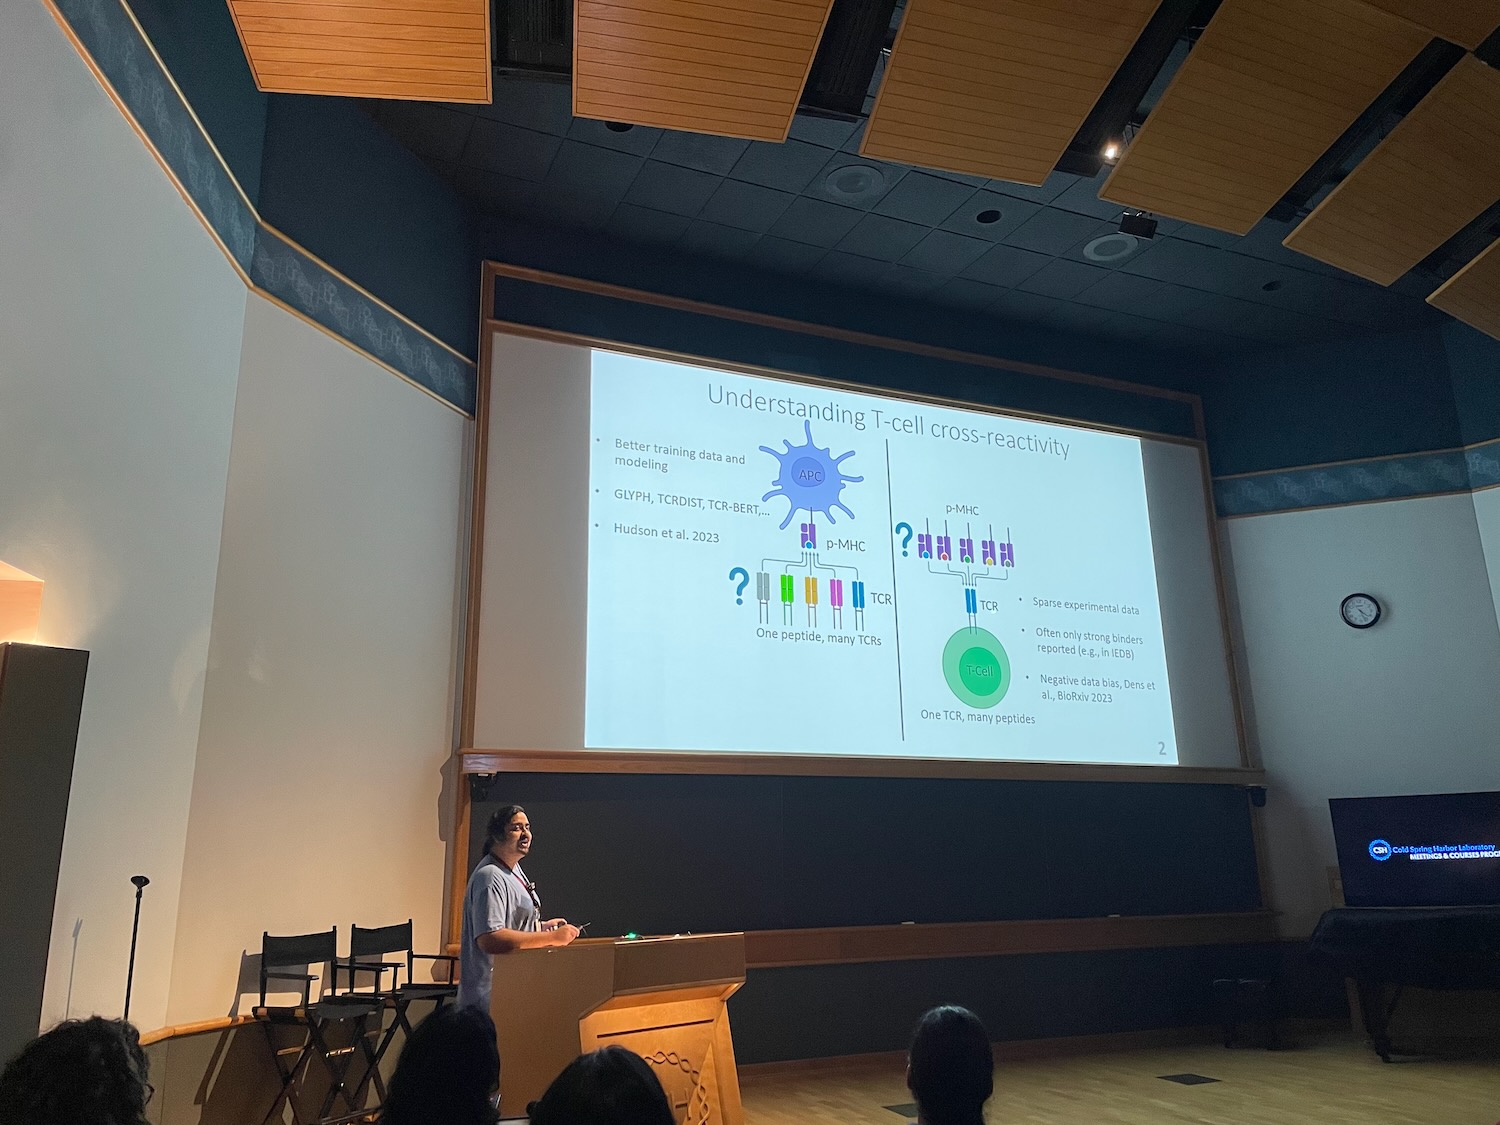 Understanding T-cell cross-reactivity
Better training data and
modeling
GLYPH, TCRDIST, TCR-BERT,...
Hudson et al. 2023
APC
p-MHC
?
TCR
One peptide, many TCRs
p-MHC
?
TCR
T-Cell
One TCR, many peptides
Sparse experimental data
Often only strong binders
reported (e.g., in IEDB)
Negative data bias, Dens et
al., BioRxiv 2023
2
CSH Cold Spring Harbor Laboratory
MEETINGS & COURSES PROG